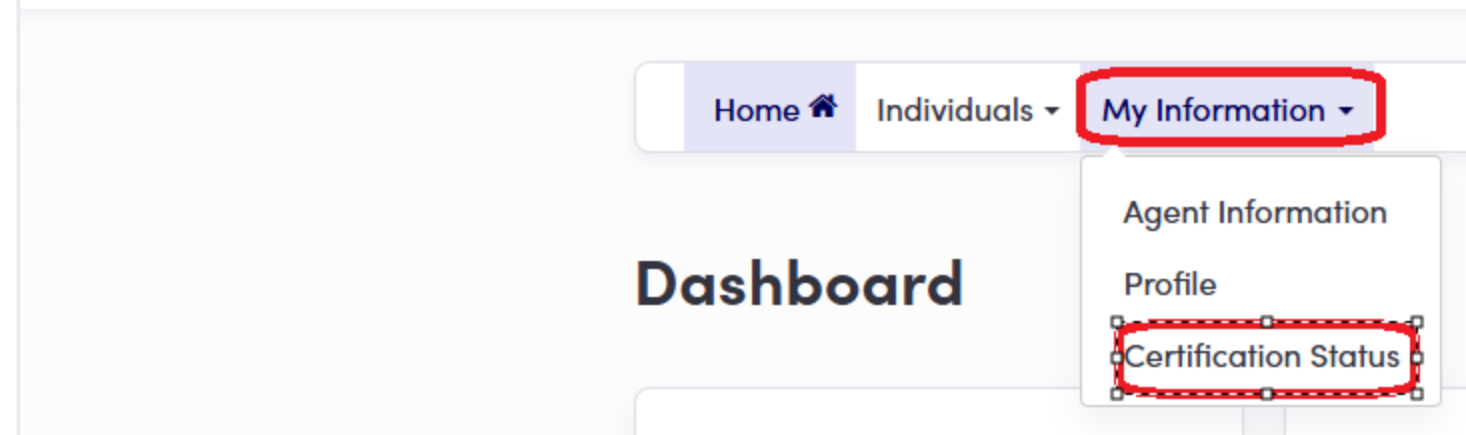 Home Individuals My Information
Agent Information
Profile
Certification Status
Dashboard